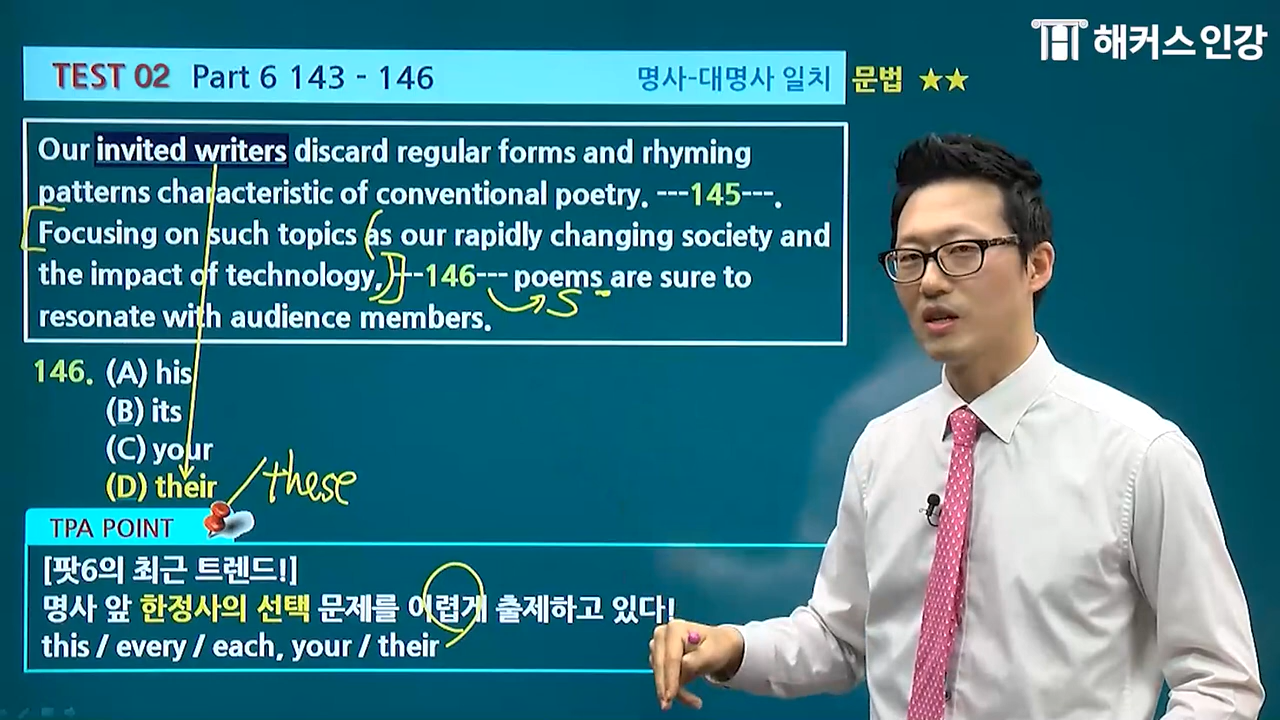 해커스인강
TEST 02 Part 6 143 - 146 명사-대명사 일치 문법 ★★
Our invited writers discard regular forms and rhyming
patterns characteristic of conventional poetry. ---145---.
Focusing on such topics as our rapidly changing society and
the impact of technology, ---146--- poems are sure to
s
resonate with audience members.
146. (A) his
(B) its
(C) your
(D) their
/these
TPA POINT
[팟6의 최근 트렌드!]
명사 앞 한정사의 선택 문제를 어렵게 출제하고 있다!
this / every / each, your / their